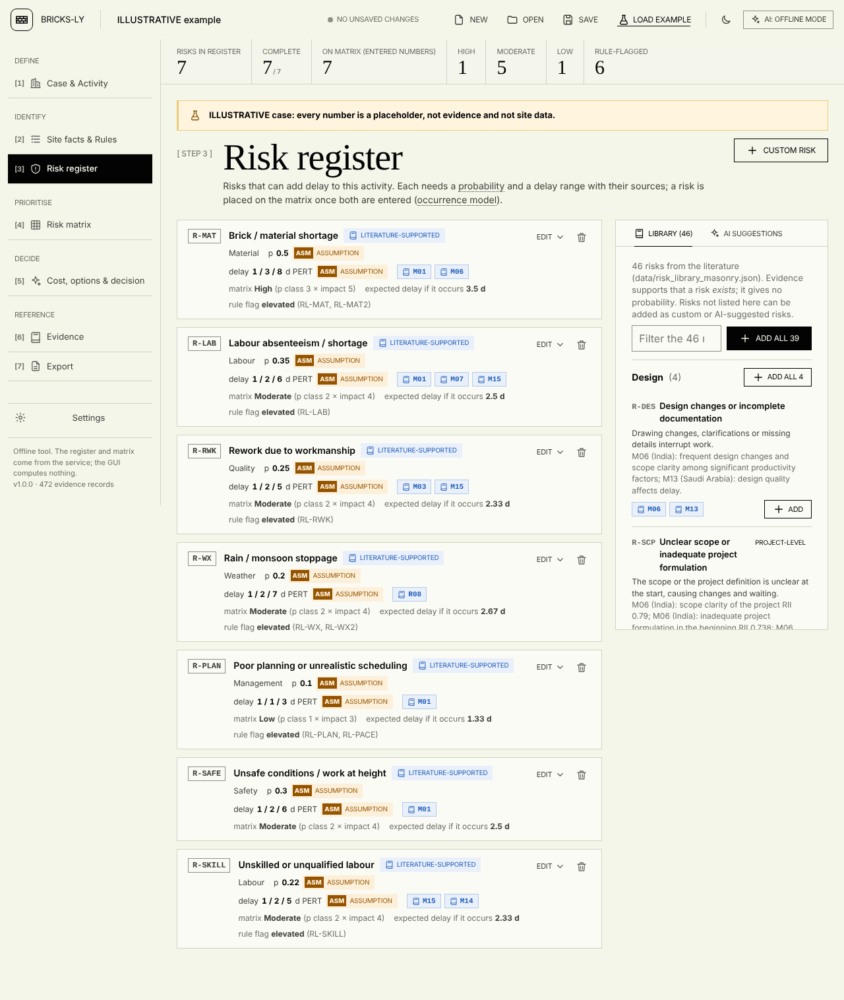 BRICKS-LY
ILLUSTRATIVE example
NO UNSAVED CHANGES
NEW
OPEN
SAVE
LOAD EXAMPLE
AI: OFFLINE MODE
DEFINE
[1] Case & Activity
IDENTIFY
[2] Site facts & Rules
[3] Risk register
PRIORITISE
[4] Risk matrix
DECIDE
[5] Cost, options & decision
REFERENCE
[6] Evidence
[7] Export
Settings
Offline tool. The register and matrix
come from the service; the GUI
computes nothing.
v1.0.0 · 472 evidence records
RISKS IN REGISTER
7
COMPLETE
7 / 7
ON MATRIX (ENTERED NUMBERS)
7
HIGH
1
MODERATE
5
LOW
1
RULE-FLAGGED
6
ILLUSTRATIVE case: every number is a placeholder, not evidence and not site data.
[ STEP 3 ]
Risk register
CUSTOM RISK
Risks that can add delay to this activity. Each needs a probability and a delay range with their sources; a risk is
placed on the matrix once both are entered (occurrence model).
R-MAT Brick / material shortage LITERATURE-SUPPORTED EDIT
Material p 0.5 ASM ASSUMPTION
delay 1 / 3 / 8 d PERT ASM ASSUMPTION M01 M06
matrix High (p class 3 × impact 5) expected delay if it occurs 3.5 d
rule flag elevated (RL-MAT, RL-MAT2)
R-LAB Labour absenteeism / shortage LITERATURE-SUPPORTED EDIT
Labour p 0.35 ASM ASSUMPTION
delay 1 / 2 / 6 d PERT ASM ASSUMPTION M01 M07 M15
matrix Moderate (p class 2 × impact 4) expected delay if it occurs 2.5 d
rule flag elevated (RL-LAB)
R-RWK Rework due to workmanship LITERATURE-SUPPORTED EDIT
Quality p 0.25 ASM ASSUMPTION
delay 1 / 2 / 5 d PERT ASM ASSUMPTION M03 M15
matrix Moderate (p class 2 × impact 4) expected delay if it occurs 2.33 d
rule flag elevated (RL-RWK)
R-WX Rain / monsoon stoppage LITERATURE-SUPPORTED EDIT
Weather p 0.2 ASM ASSUMPTION
delay 1 / 2 / 7 d PERT ASM ASSUMPTION R08
matrix Moderate (p class 2 × impact 4) expected delay if it occurs 2.67 d
rule flag elevated (RL-WX, RL-WX2)
R-PLAN Poor planning or unrealistic scheduling LITERATURE-SUPPORTED EDIT
Management p 0.1 ASM ASSUMPTION
delay 1 / 1 / 3 d PERT ASM ASSUMPTION M01
matrix Low (p class 1 × impact 3) expected delay if it occurs 1.33 d
rule flag elevated (RL-PLAN, RL-PACE)
R-SAFE Unsafe conditions / work at height LITERATURE-SUPPORTED EDIT
Safety p 0.3 ASM ASSUMPTION
delay 1 / 2 / 6 d PERT ASM ASSUMPTION M01
matrix Moderate (p class 2 × impact 4) expected delay if it occurs 2.5 d
R-SKILL Unskilled or unqualified labour LITERATURE-SUPPORTED EDIT
Labour p 0.22 ASM ASSUMPTION
delay 1 / 2 / 5 d PERT ASM ASSUMPTION M15 M14
matrix Moderate (p class 2 × impact 4) expected delay if it occurs 2.33 d
rule flag elevated (RL-SKILL)
LIBRARY (46)
AI SUGGESTIONS
46 risks from the literature
(data/risk_library_masonry.json). Evidence
supports that a risk exists; it gives no
probability. Risks not listed here can be
added as custom or AI-suggested risks.
Filter the 46
ADD ALL 39
Design (4) ADD ALL 4
R-DES Design changes or incomplete
documentation
Drawing changes, clarifications or missing
details interrupt work.
M06 (India): frequent design changes and
scope clarity among significant productivity
factors; M13 (Saudi Arabia): design quality
affects delay.
M06 M13 ADD
R-SCP Unclear scope or PROJECT-LEVEL
inadequate project
formulation
The scope or the project definition is unclear at
the start, causing changes and waiting.
M06 (India): scope clarity of the project RII
0.79; M06 (India): inadequate project
formulation in the beginning RII 0.738; M06